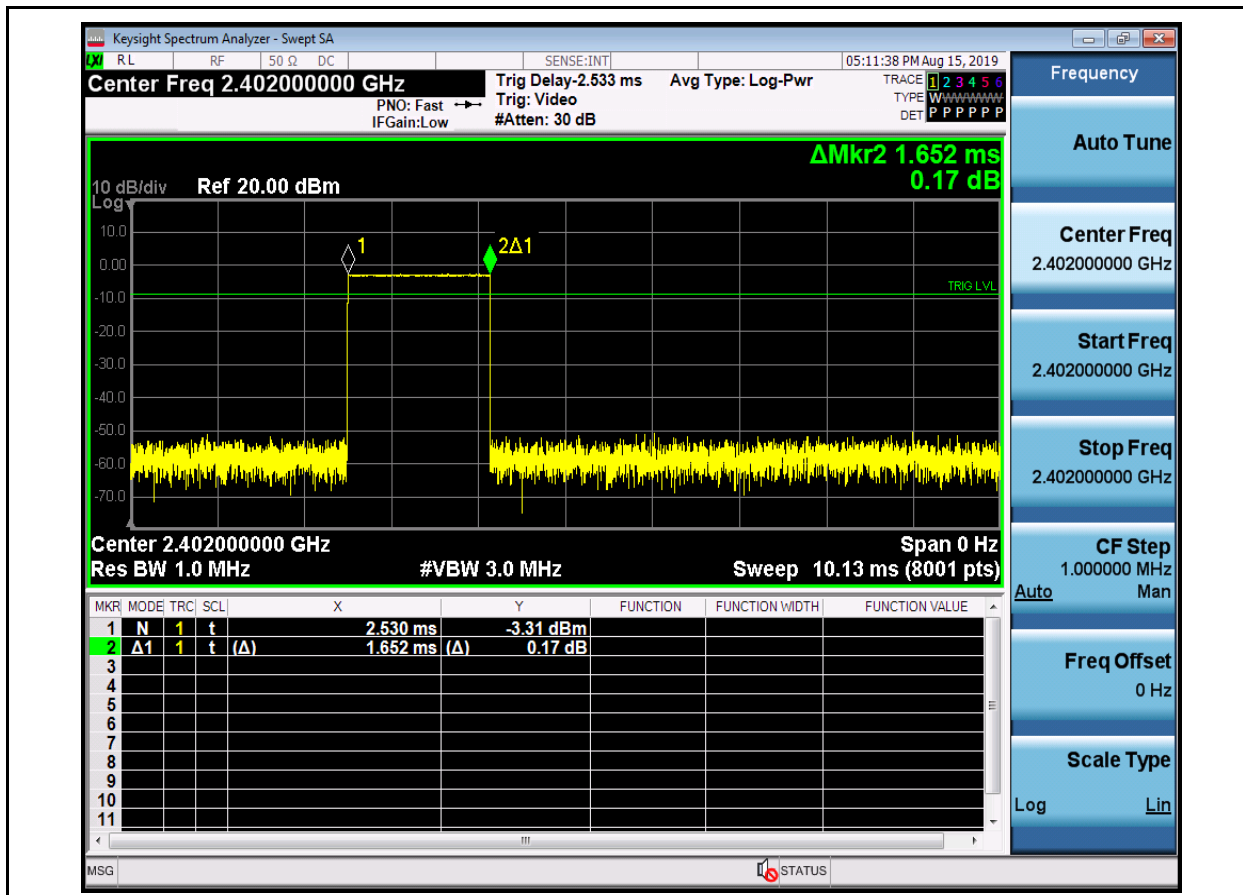 Keysight Spectrum Analyzer - Swept SA
LXI RL RF 50 Ω DC SENSE:INT 05:11:38 PM Aug 15, 2019
Center Freq 2.402000000 GHz
PNO: Fast
IFGain:Low
Trig Delay-2.533 ms
Trig: Video
#Atten: 30 dB
Avg Type: Log-Pwr
TRACE 1 2 3 4 5 6
TYPE WWWWWW
DET P P P P P P
ΔMkr2 1.652 ms
0.17 dB
10 dB/div Ref 20.00 dBm
Log
10.0
0.00
-10.0
-20.0
-30.0
-40.0
-50.0
-60.0
-70.0
1
2Δ1
TRIG LVL
Center 2.402000000 GHz Span 0 Hz
Res BW 1.0 MHz #VBW 3.0 MHz Sweep 10.13 ms (8001 pts)
MKR MODE TRC SCL X Y FUNCTION FUNCTION WIDTH FUNCTION VALUE
1 N 1 t 2.530 ms -3.31 dBm
2 Δ1 1 t (Δ) 1.652 ms (Δ) 0.17 dB
3
4
5
6
7
8
9
10
11
MSG STATUS
Frequency
Auto Tune
Center Freq
2.402000000 GHz
Start Freq
2.402000000 GHz
Stop Freq
2.402000000 GHz
CF Step
1.000000 MHz
Auto Man
Freq Offset
0 Hz
Scale Type
Log Lin